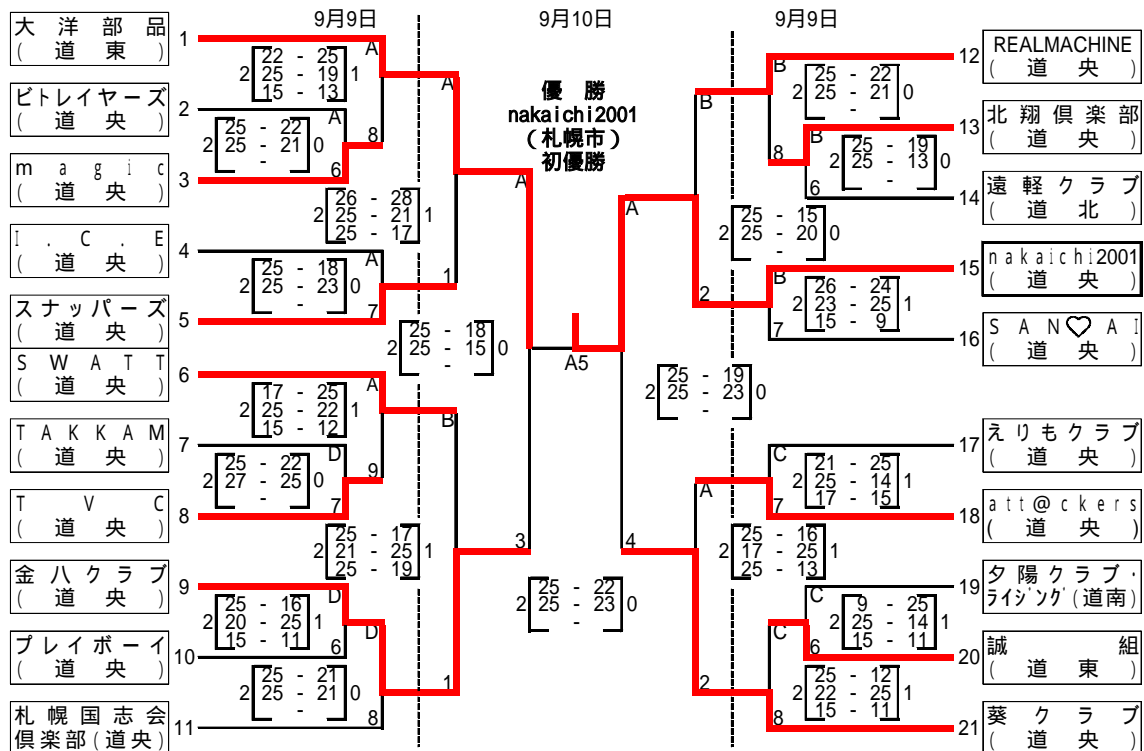 9月9日
9月10日
9月9日
優勝
nakaichi2001
(札幌市)
初優勝
大洋部品
(道東)
1
ビトレイヤーズ
(道央)
2
magic
(道央)
3
I.C.E
(道央)
4
スナッパーズ
(道央)
5
SWATT
(道央)
6
TAKKAM
(道央)
7
TVC
(道央)
8
金八クラブ
(道央)
9
プレイボーイ
(道央)
10
札幌国志会
倶楽部(道央)
11
A
22 - 25
2 25 - 19 1
15 - 13
A
25 - 22
2 25 - 21 0
-
6
8
A
26 - 28
2 25 - 21 1
25 - 17
A
25 - 18
2 25 - 23 0
-
7
1
A
25 - 18
2 25 - 15 0
-
A
17 - 25
2 25 - 22 1
15 - 12
B
D
25 - 22
2 27 - 25 0
-
7
9
25 - 17
2 21 - 25 1
25 - 19
3
D
25 - 16
2 20 - 25 1
15 - 11
6
D
25 - 21
2 25 - 21 0
-
8
1
A5
25 - 22
2 25 - 23 0
-
A
B
B
25 - 22
2 25 - 21 0
-
8
B
25 - 19
2 25 - 13 0
-
6
25 - 15
2 25 - 20 0
-
2
B
26 - 24
2 23 - 25 1
15 - 9
7
25 - 19
2 25 - 23 0
-
C
21 - 25
2 25 - 14 1
17 - 15
7
A
25 - 16
2 17 - 25 1
25 - 13
4
C
9 - 25
2 25 - 14 1
15 - 11
6
C
25 - 12
2 22 - 25 1
15 - 11
8
2
12
REALMACHINE
(道央)
13
北翔倶楽部
(道央)
14
遠軽クラブ
(道北)
15
nakaichi2001
(道央)
16
SAN♡AI
(道央)
17
えりもクラブ
(道央)
18
att@ckers
(道央)
19
夕陽クラブ・
ライジング(道南)
20
誠組
(道東)
21
葵クラブ
(道央)